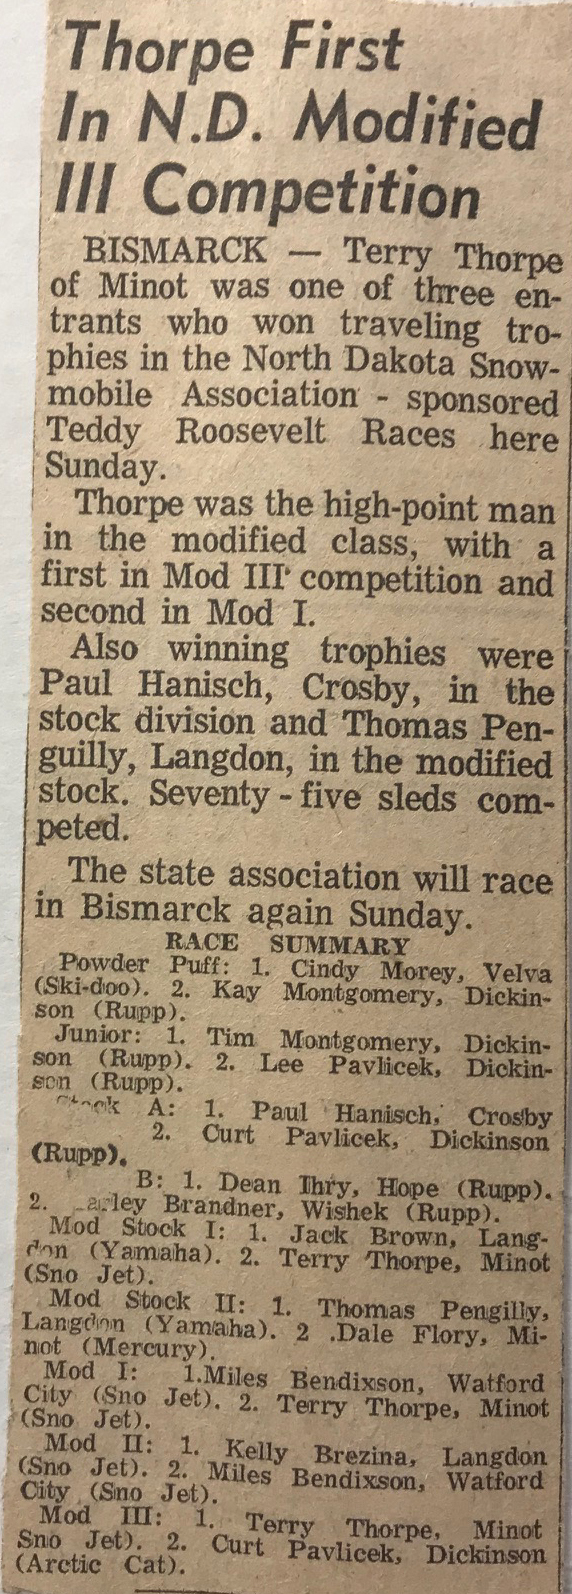 Thorpe First
In N.D. Modified
III Competition
BISMARCK — Terry Thorpe
of Minot was one of three en-
trants who won traveling tro-
phies in the North Dakota Snow-
mobile Association - sponsored
Teddy Roosevelt Races here
Sunday.
Thorpe was the high-point man
in the modified class, with a
first in Mod III competition and
second in Mod I.
Also winning trophies were
Paul Hanisch, Crosby, in the
stock division and Thomas Pen-
guilly, Langdon, in the modified
stock. Seventy - five sleds com-
peted.
The state association will race
in Bismarck again Sunday.
RACE SUMMARY
Powder Puff: 1. Cindy Morey, Velva
(Ski-doo). 2. Kay Montgomery, Dickin-
son (Rupp).
Junior: 1. Tim Montgomery, Dickin-
son (Rupp). 2. Lee Pavlicek, Dickin-
son (Rupp).
A: 1. Paul Hanisch, Crosby
2. Curt Pavlicek, Dickinson
(Rupp).
B: 1. Dean Ihry, Hope (Rupp).
2. Brandner, Wishek (Rupp).
Mod Stock I: 1. Jack Brown, Lang-
don (Yamaha). 2. Terry Thorpe, Minot
(Sno Jet).
Mod Stock II: 1. Thomas Pengilly,
Langdon (Yamaha). 2 .Dale Flory, Mi-
not (Mercury).
Mod I: 1.Miles Bendixson, Watford
City (Sno Jet). 2. Terry Thorpe, Minot
(Sno Jet).
Mod II: 1. Kelly Brezina, Langdon
(Sno Jet). 2. Miles Bendixson, Watford
City (Sno Jet).
Mod III: 1. Terry Thorpe, Minot
Sno Jet). 2. Curt Pavlicek, Dickinson
(Arctic Cat).